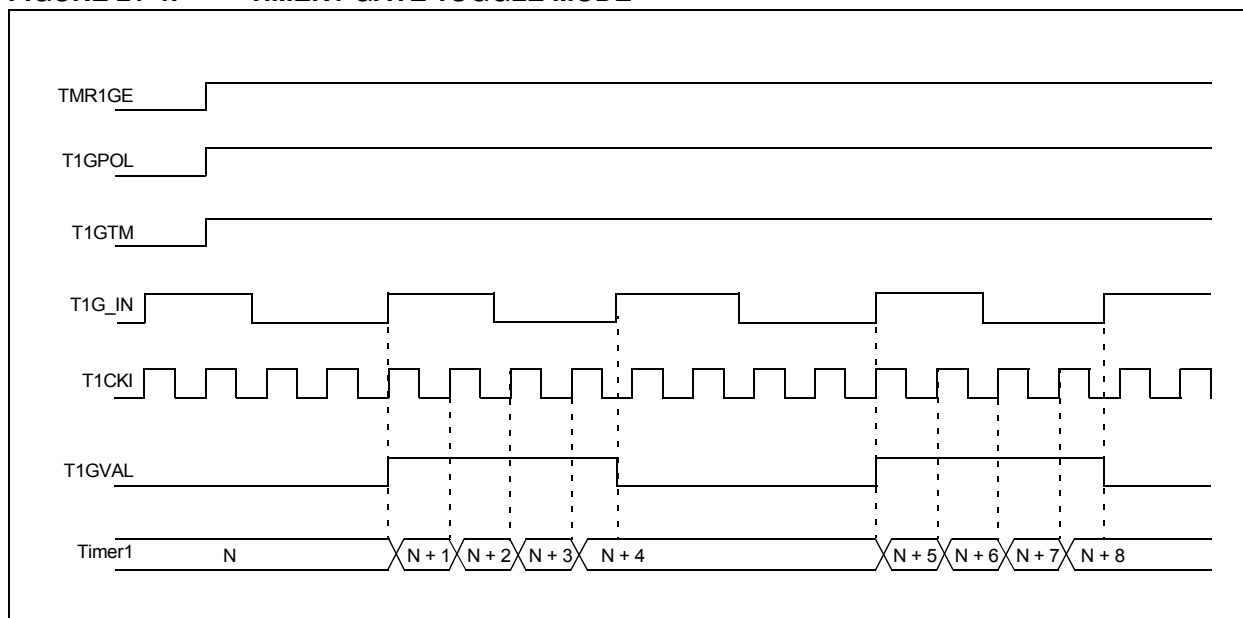 TMR1GE
T1GPOL
T1GTM
T1G_IN
T1CKI
T1GVAL
Timer1 N N + 1 N + 2 N + 3 N + 4 N + 5 N + 6 N + 7 N + 8